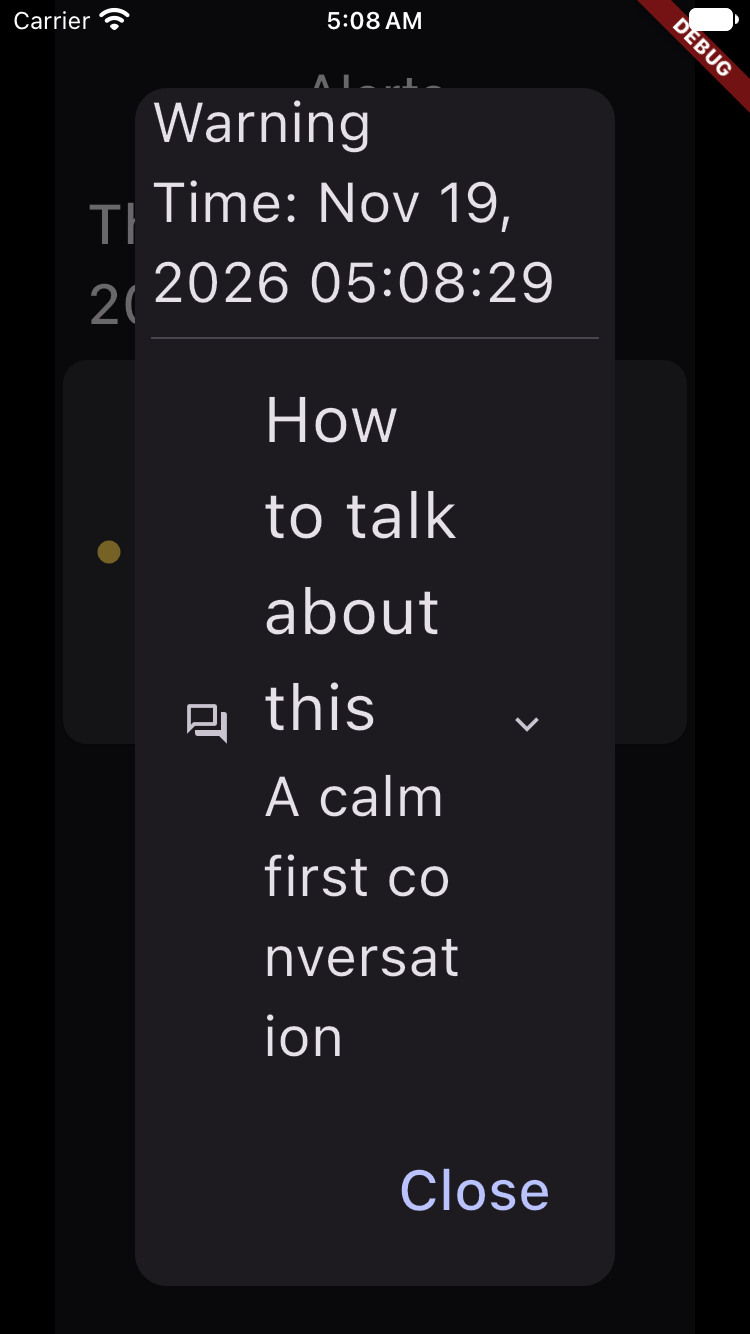 Carrier
5:08 AM
DEBUG
Alerts
Warning
Time: Nov 19,
2026 05:08:29
How
to talk
about
this
A calm
first co
nversat
ion
Close